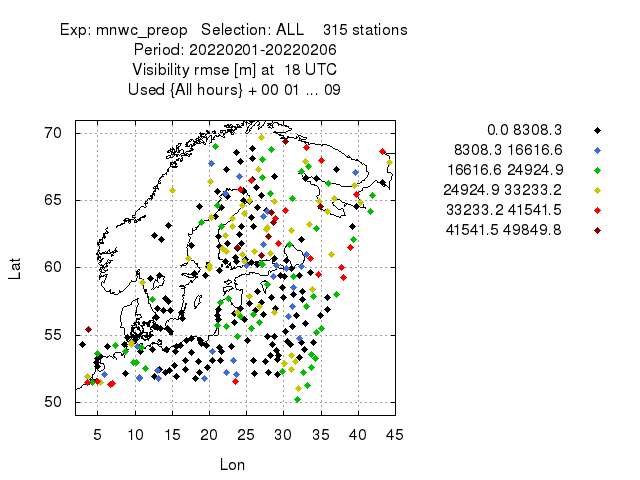 Exp: mnwc_preop   Selection: ALL    315 stations
Period: 20220201-20220206
Visibility rmse [m] at  18 UTC
Used {All hours} + 00 01 ... 09
0.0 8308.3
8308.3 16616.6
16616.6 24924.9
24924.9 33233.2
33233.2 41541.5
41541.5 49849.8
70
65
60
55
50
Lat
5 10 15 20 25 30 35 40 45
Lon